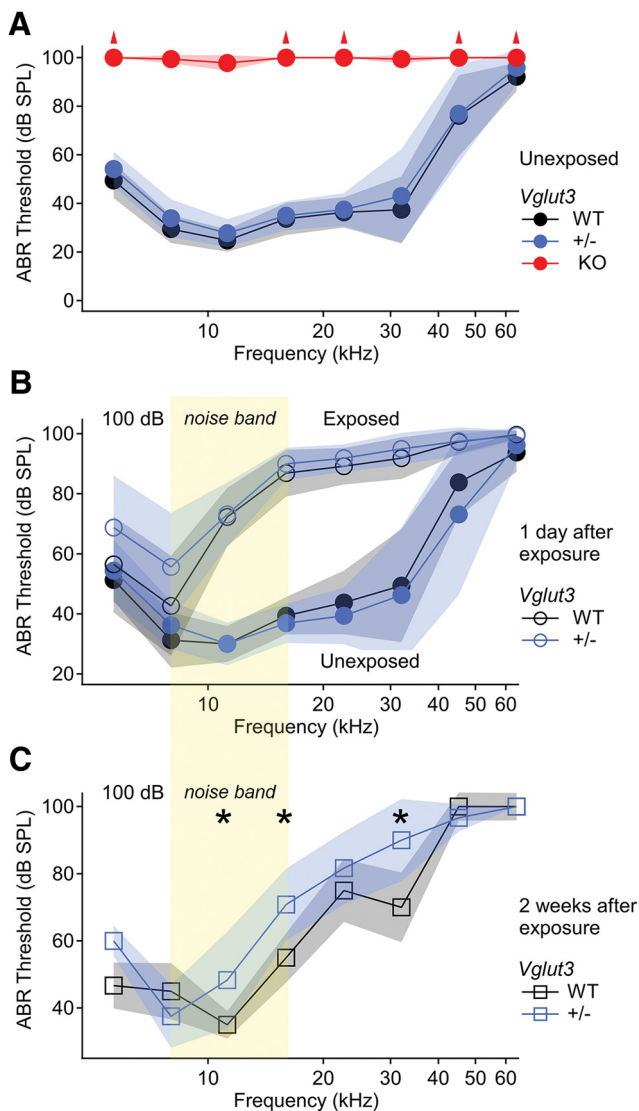 A
ABR Threshold (dB SPL)
100
80
60
40
20
0
10
20
30
40
50
60
Frequency (kHz)
Unexposed
Vglut3
WT
+/-
KO
B
100 dB
noise band
Exposed
ABR Threshold (dB SPL)
100
80
60
40
20
Unexposed
10
20
30
40
50
60
Frequency (kHz)
1 day after
exposure
Vglut3
WT
+/-
C
100 dB
noise band
* * *
ABR Threshold (dB SPL)
100
80
60
40
10
20
30
40
50
60
Frequency (kHz)
2 weeks after
exposure
Vglut3
WT
+/-